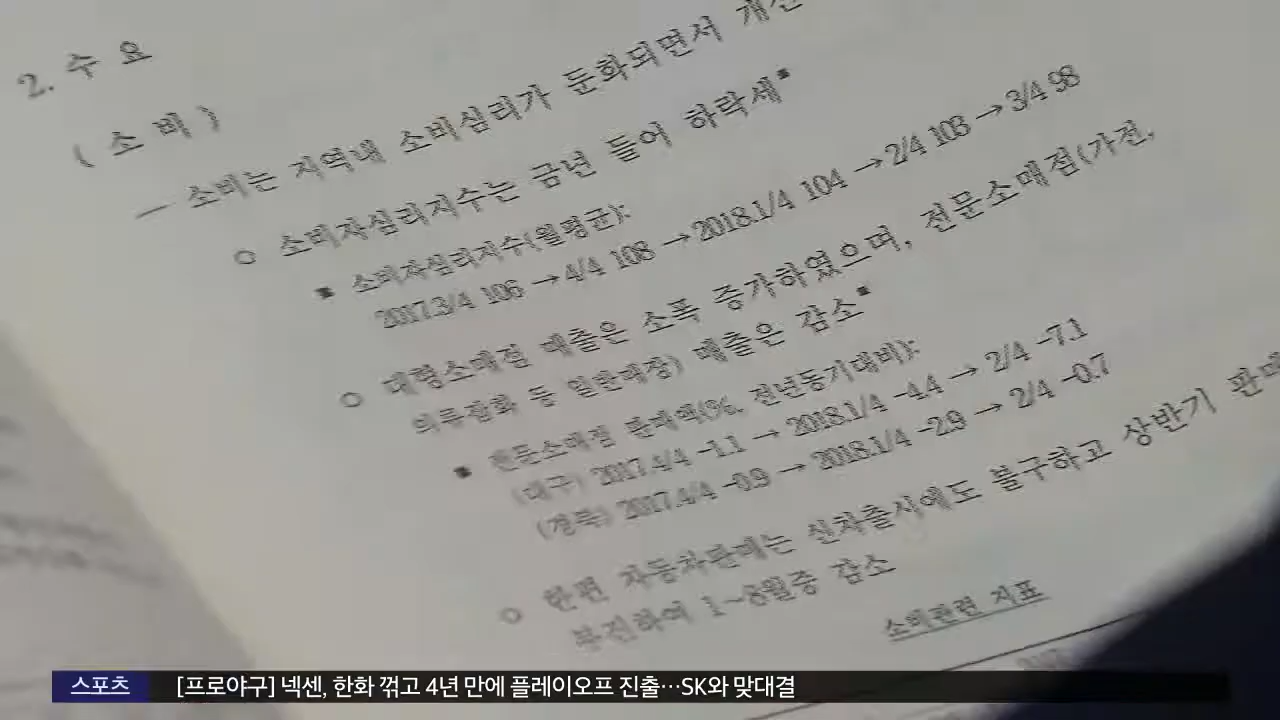 2. 수 요
( 소 비 )
― 소비는 지역내 소비심리가 둔화되면서 개선
○ 소비자심리지수는 금년 들어 하락세*
* 소비자심리지수(월평균):
2017.3/4 106 → 4/4 108 → 2018.1/4 104 → 2/4 103 → 3/4 98
○ 대형소매점 매출은 소폭 증가하였으며, 전문소매점(가전,
의류잡화 등 일반매장) 매출은 감소*
* 전문소매점 판매액(%, 전년동기대비):
(대구) 2017.4/4 -1.1 → 2018.1/4 -4.4 → 2/4 -7.1
(경북) 2017.4/4 -0.9 → 2018.1/4 -2.9 → 2/4 -0.7
○ 한편 자동차판매는 신차출시에도 불구하고 상반기 판매
부진하여 1~8월중 감소
소비관련 지표
스포츠 [프로야구] 넥센, 한화 꺾고 4년 만에 플레이오프 진출…SK와 맞대결